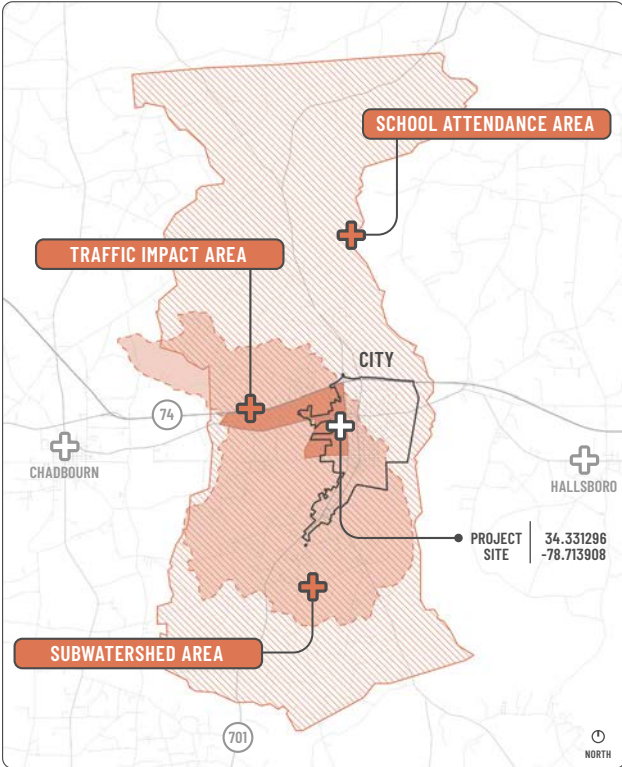 SCHOOL ATTENDANCE AREA
TRAFFIC IMPACT AREA
CITY
74
CHADBOURN
HALLSBORO
PROJECT
SITE
34.331296
-78.713908
SUBWATERSHED AREA
701
NORTH